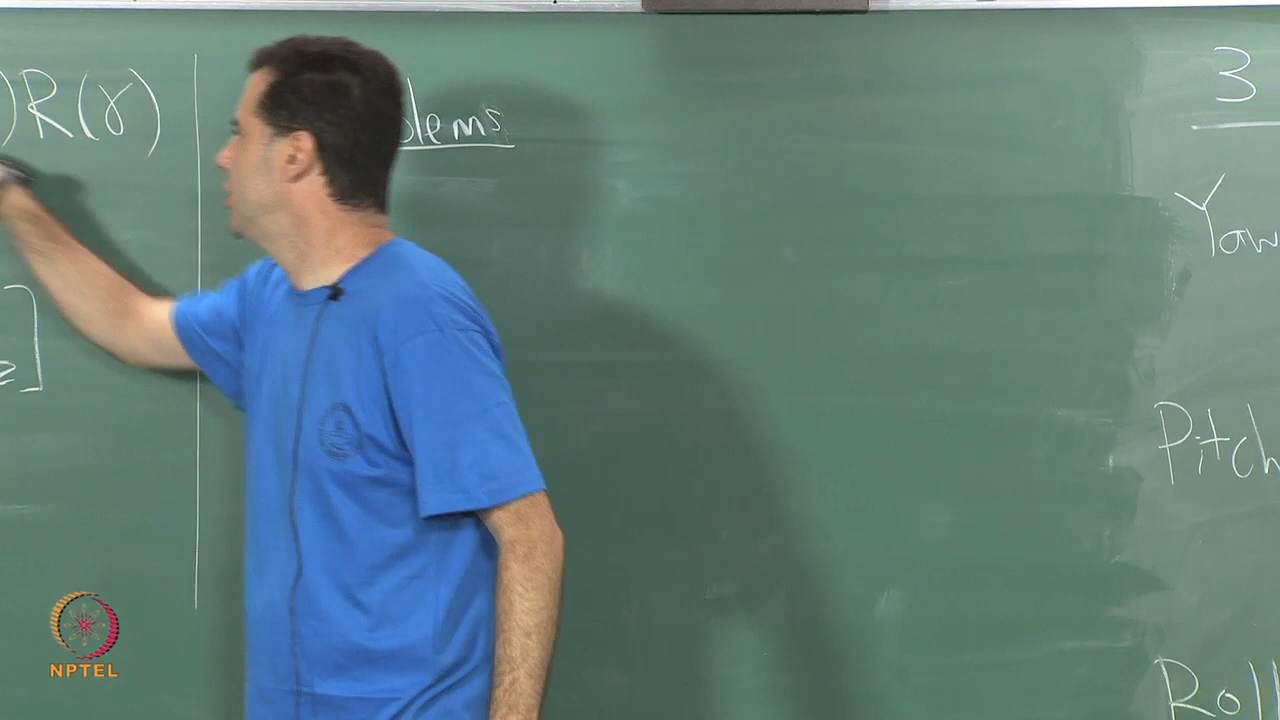 )R(γ)
lems
3
Yaw
Pitch
Roll
NPTEL